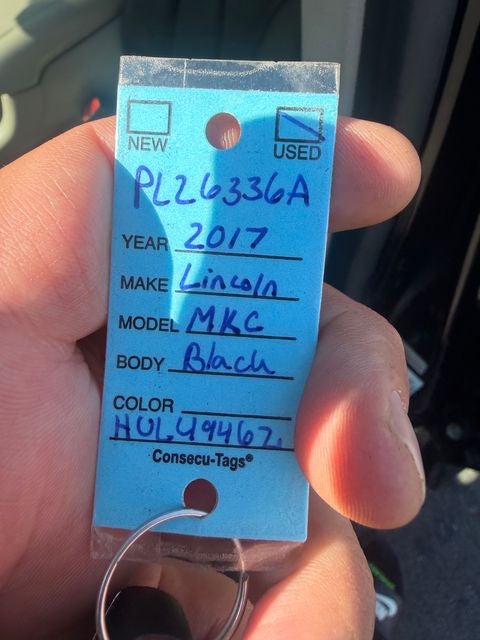 NEW USED
PL26336A
YEAR 2017
MAKE Lincoln
MODEL MKC
BODY Black
COLOR
HUL49467
Consecu-Tags®